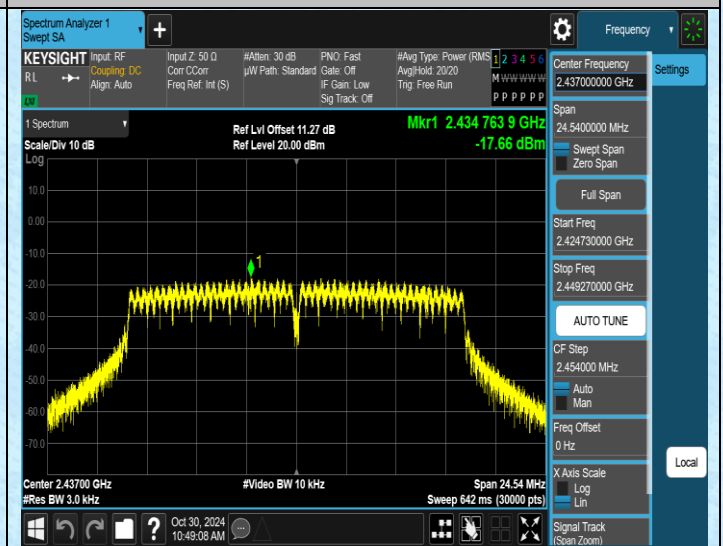 Spectrum Analyzer 1
Swept SA
+
Frequency
KEYSIGHT
R L
LXI
Input: RF
Coupling: DC
Align: Auto
Input Z: 50 Ω
Corr CCorr
Freq Ref: Int (S)
#Atten: 30 dB
µW Path: Standard
PNO: Fast
Gate: Off
IF Gain: Low
Sig Track: Off
#Avg Type: Power (RMS
Avg|Hold: 20/20
Trig: Free Run
1 2 3 4 5 6
M W W W W W
P P P P P P
Center Frequency
2.437000000 GHz
Settings
1 Spectrum
Scale/Div 10 dB
Log
Ref Lvl Offset 11.27 dB
Ref Level 20.00 dBm
Mkr1 2.434 763 9 GHz
-17.66 dBm
Span
24.5400000 MHz
Swept Span
Zero Span
Full Span
Start Freq
2.424730000 GHz
Stop Freq
2.449270000 GHz
AUTO TUNE
CF Step
2.454000 MHz
Auto
Man
Freq Offset
0 Hz
X Axis Scale
Log
Lin
Signal Track
(Span Zoom)
Local
10.0
0.00
-10.0
-20.0
-30.0
-40.0
-50.0
-60.0
-70.0
1
Center 2.43700 GHz
#Res BW 3.0 kHz
#Video BW 10 kHz
Span 24.54 MHz
Sweep 642 ms (30000 pts)
?
Oct 30, 2024
10:49:08 AM